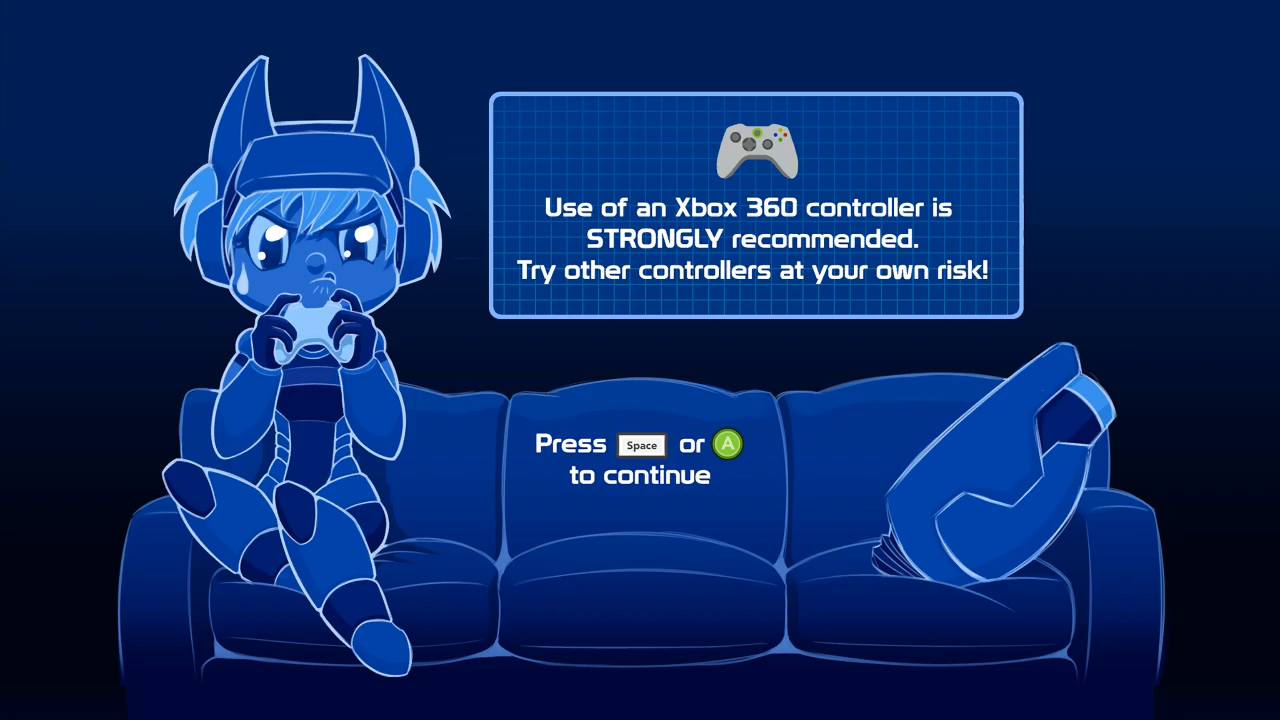 Use of an Xbox 360 controller is
STRONGLY recommended.
Try other controllers at your own risk!
Press Space or A
to continue